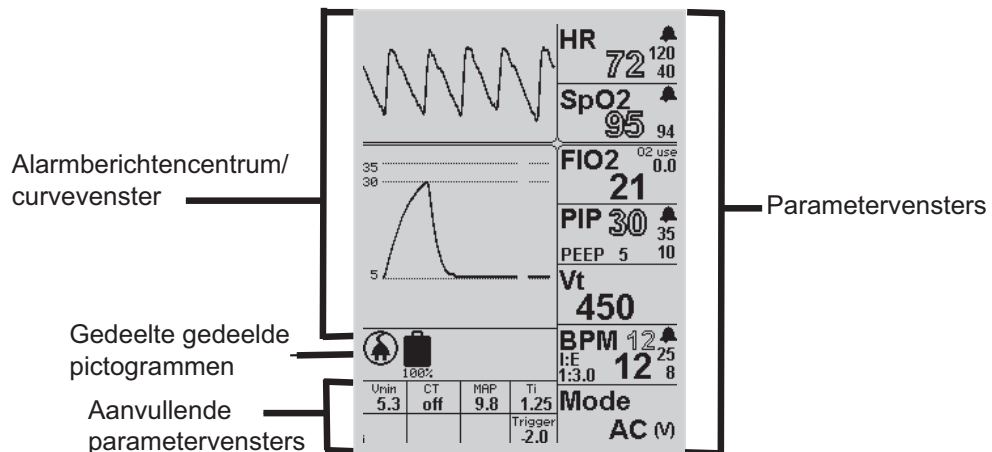 Alarmberichtencentrum/
curvevenster
Gedeelte gedeelde
pictogrammen
Aanvullende
parametervensters
35
30
5
100%
Vmin CT MAP Ti
5.3 off 9.8 1.25
Trigger
-2.0
HR
72 120
40
SpO2
95 94
FIO2 O2 use
0.0
21
PIP 30 35
PEEP 5 10
Vt
450
BPM 12
I:E 12 25
1:3.0 8
Mode
AC (V)
Parametervensters